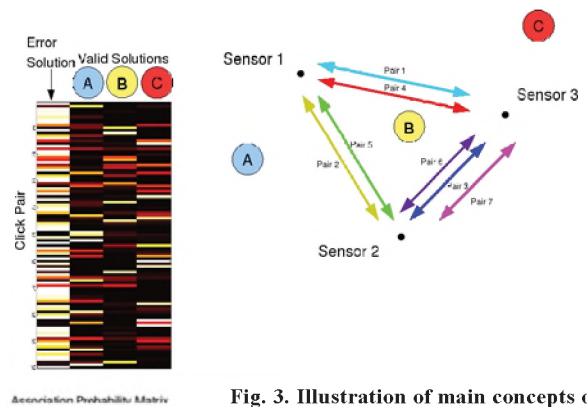 Error
Solution
Valid Solutions
A
B
C
Click Pair
Association Probability Matrix
C
Sensor 1
Pair 1
Pair 4
Sensor 3
B
A
Pair 5
Pair 2
Pair 6
Pair 3
Pair 7
Sensor 2
Fig. 3. Illustration of main concepts